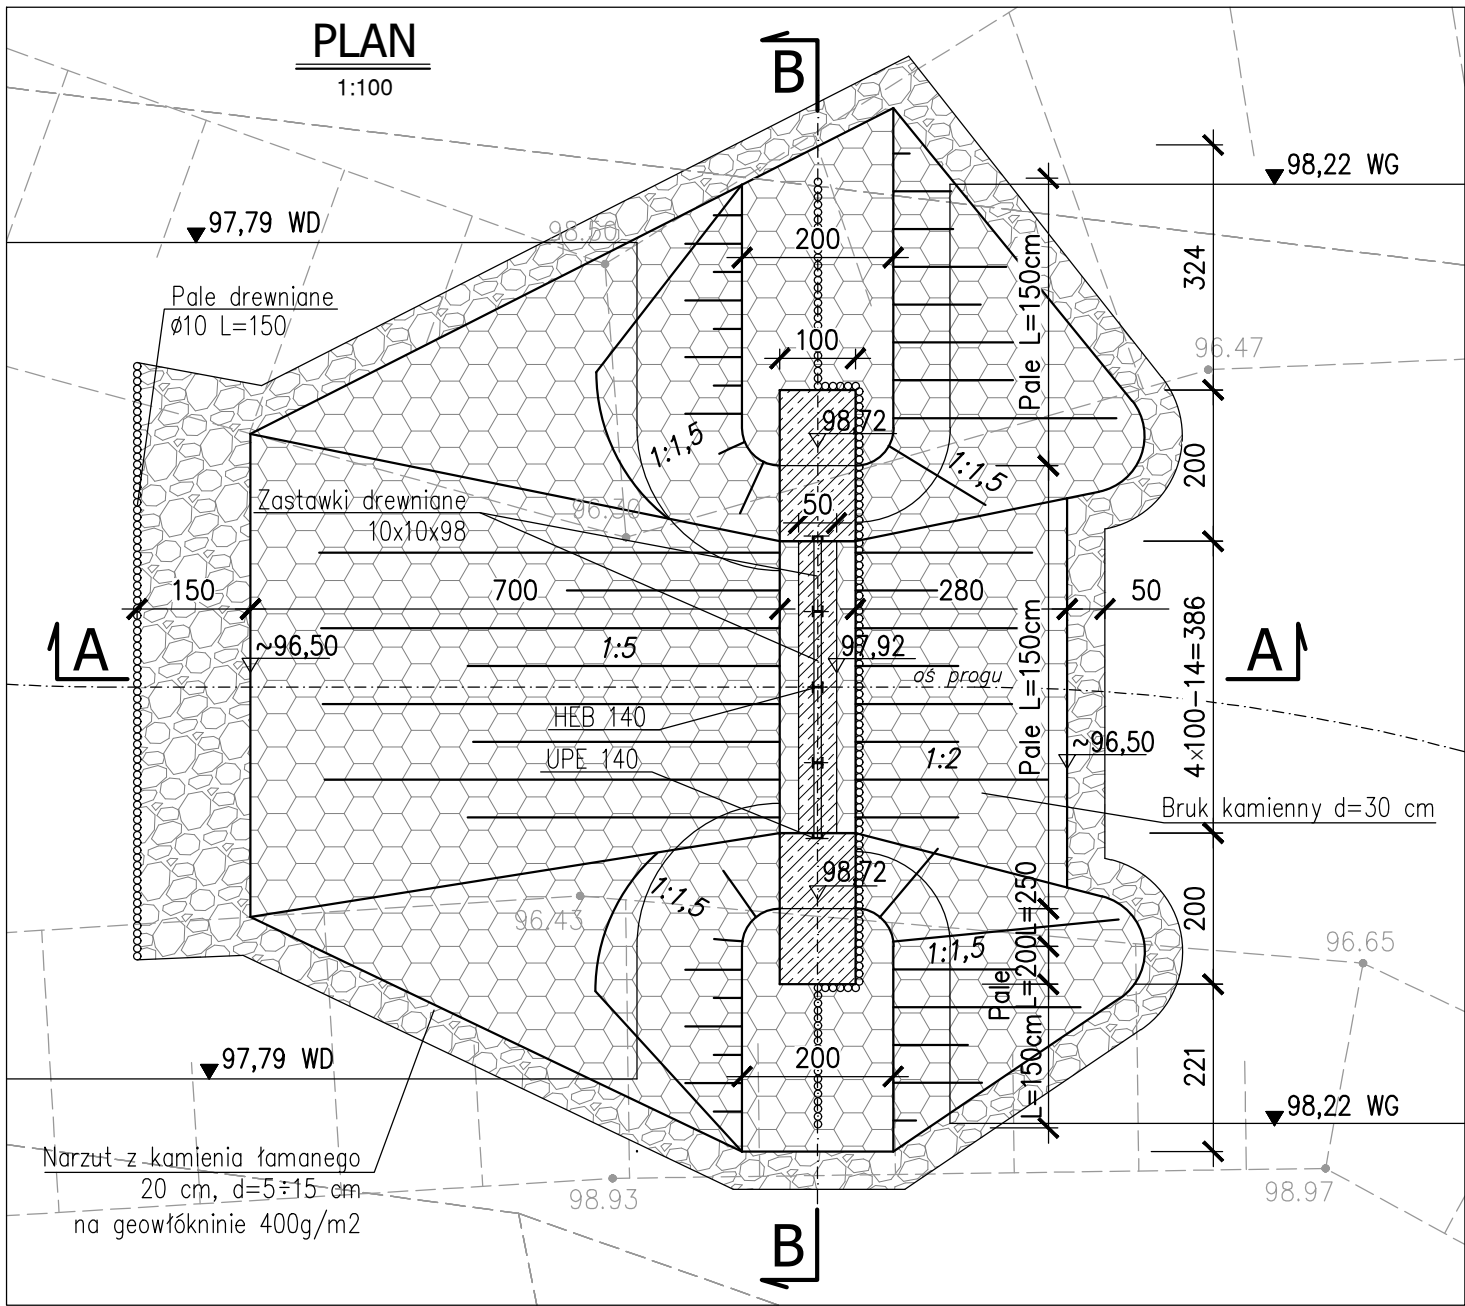 PLAN
1:100
B
98,22 WG
97,79 WD
98.50
200
324
Pale L=150cm
Pale drewniane
ø10 L=150
100
96.47
98,72
1:1,5
1:1,5
200
Zastawki drewniane
10x10x98
96.30
50
150
700
280
50
A
~96,50
1:5
97,92
oś progu
Pale L=150cm
4x100-14=386
A
HEB 140
UPE 140
1:2
~96,50
Bruk kamienny d=30 cm
98,72
1:1,5
96.43
1:1,5
L=250
L=200
Pale
L=150cm
200
96.65
97,79 WD
200
221
98,22 WG
Narzut z kamienia łamanego
20 cm, d=5÷15 cm
na geowłókninie 400g/m2
98.93
98.97
B